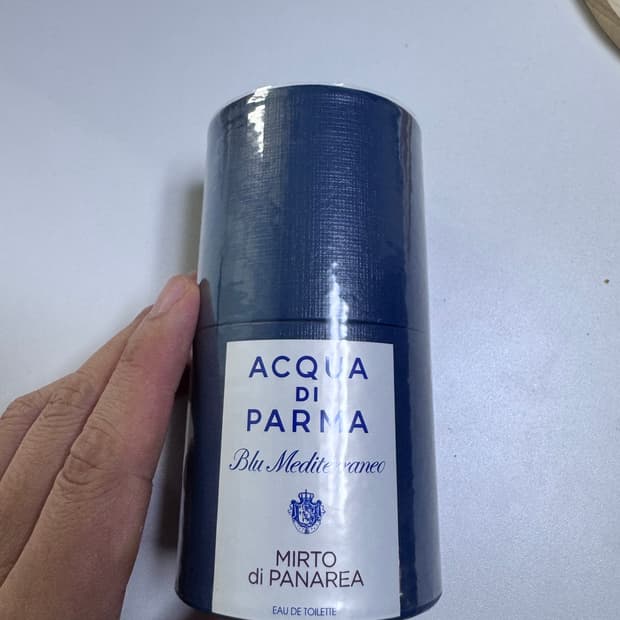 ACQUA
DI
PARMA
Blu Mediterraneo
MIRTO
di PANAREA
EAU DE TOILETTE